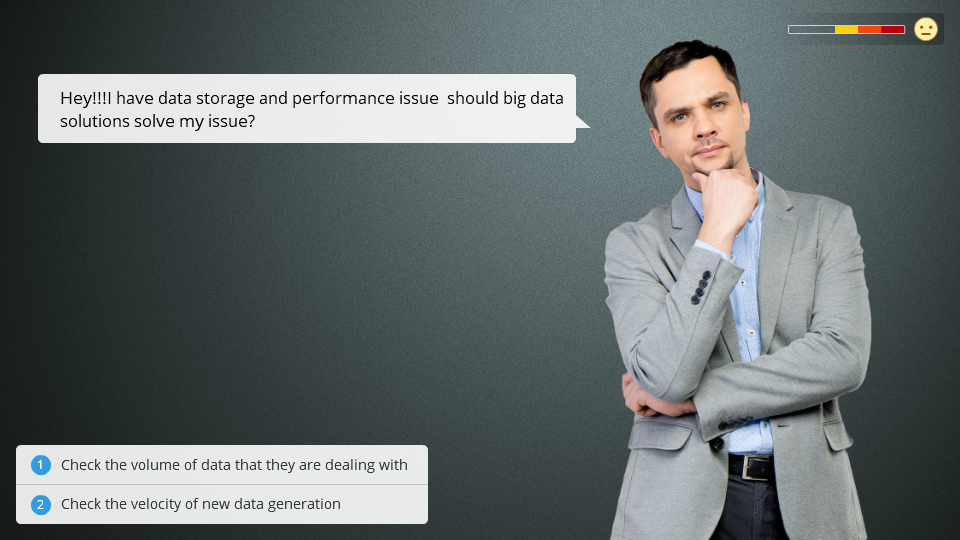 Hey!!!!I have data storage and performance issue  should big data
solutions solve my issue?
1 Check the volume of data that they are dealing with
2 Check the velocity of new data generation